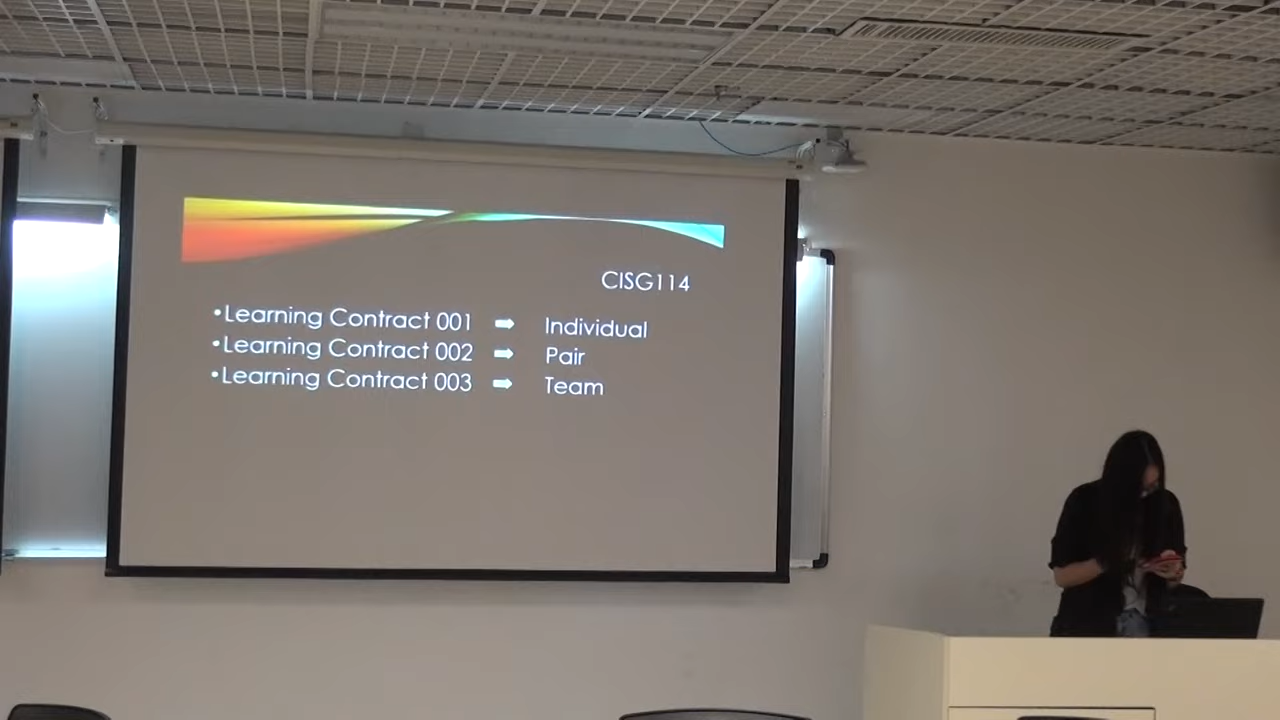 CISG114
•Learning Contract 001 ➡ Individual
•Learning Contract 002 ➡ Pair
•Learning Contract 003 ➡ Team